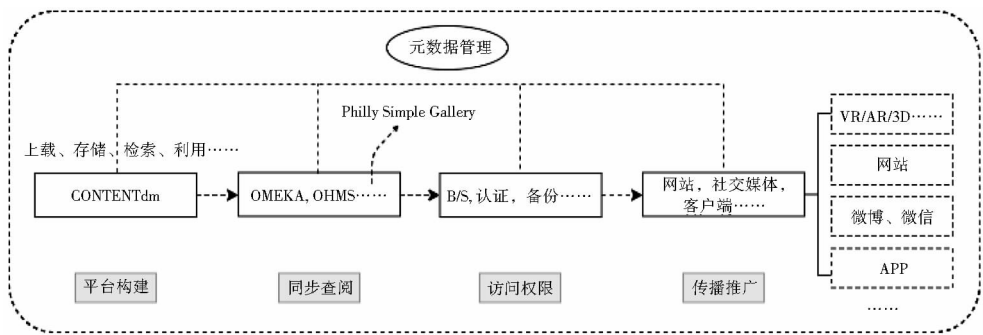 元数据管理
Philly Simple Gallery
上载、存储、检索、利用……
CONTENTdm
OMEKA, OHMS……
B/S, 认证，备份……
网站，社交媒体，
客户端……
VR/AR/3D……
网站
微博、微信
APP
……
平台构建
同步查阅
访问权限
传播推广